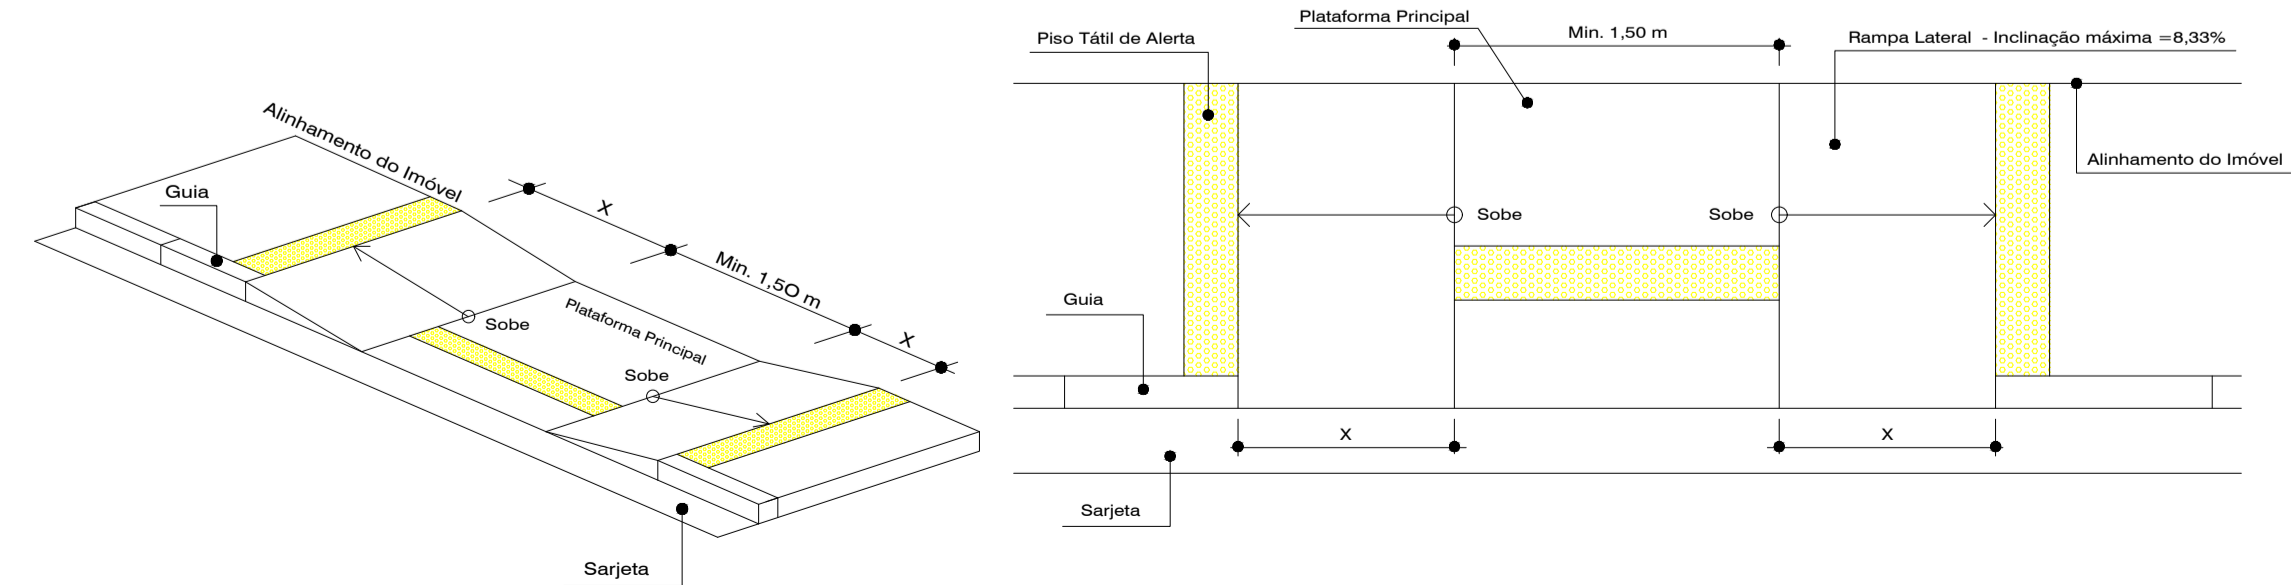 Alinhamento do Imóvel
Guia
X
Min. 1,5O m
X
Sobe
Plataforma Principal
Sobe
Sarjeta
Plataforma Principal
Piso Tátil de Alerta
Min. 1,50 m
Rampa Lateral - Inclinação máxima =8,33%
Alinhamento do Imóvel
Sobe
Sobe
Guia
X
X
Sarjeta